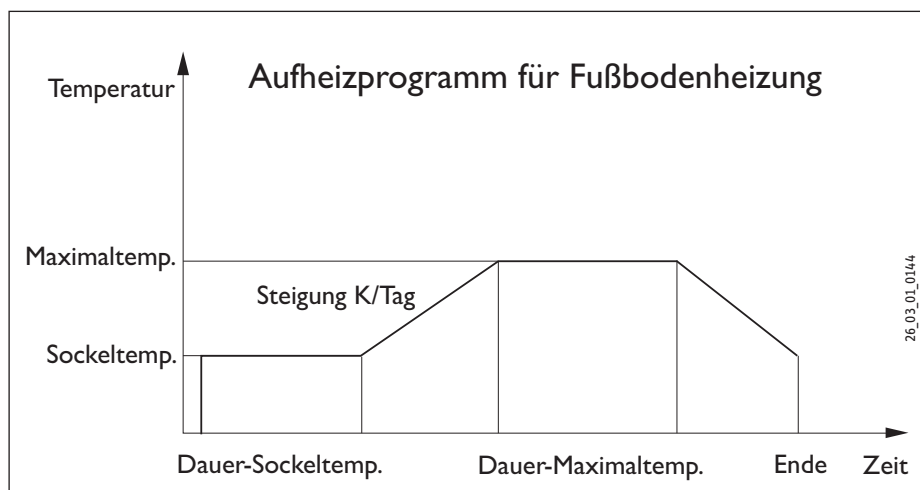 Aufheizprogramm für Fußbodenheizung
Temperatur
Maximaltemp.
Steigung K/Tag
Sockeltemp.
Dauer-Sockeltemp.
Dauer-Maximaltemp.
Ende
Zeit
26_03_01_0144